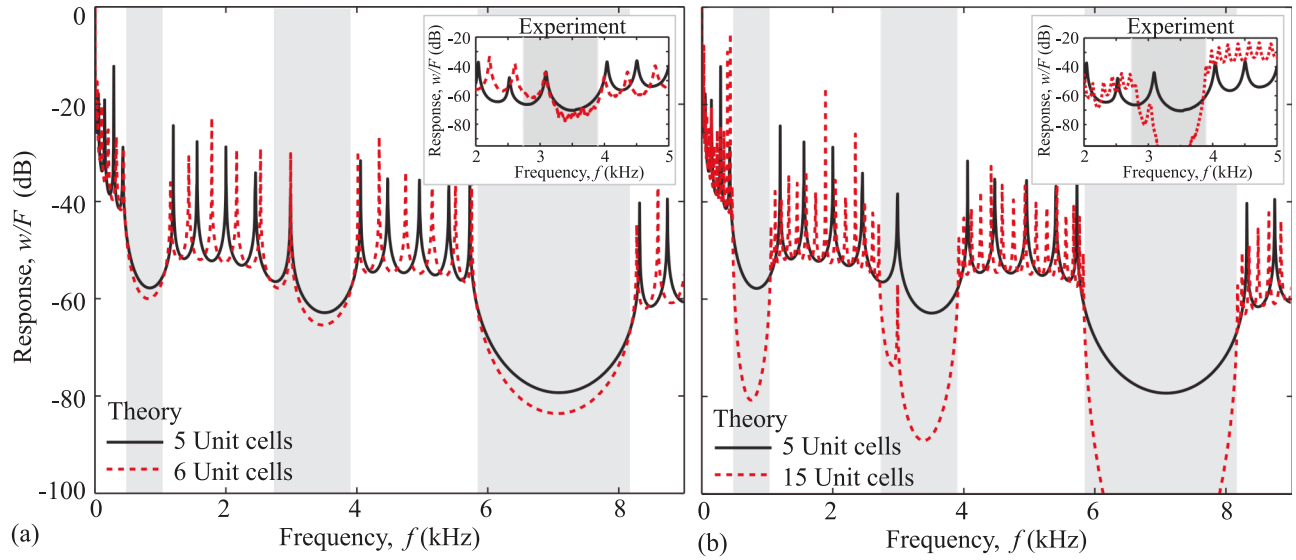 0
-20
-40
-60
-80
-100
Response, w/F (dB)
0
2
4
6
8
Frequency, f (kHz)
(a)
Theory
5 Unit cells
6 Unit cells
Experiment
-20
-40
-60
-80
Response, w/F (dB)
2
3
4
5
Frequency, f (kHz)
0
2
4
6
8
Frequency, f (kHz)
(b)
Theory
5 Unit cells
15 Unit cells
Experiment
-20
-40
-60
-80
Response, w/F (dB)
2
3
4
5
Frequency, f (kHz)